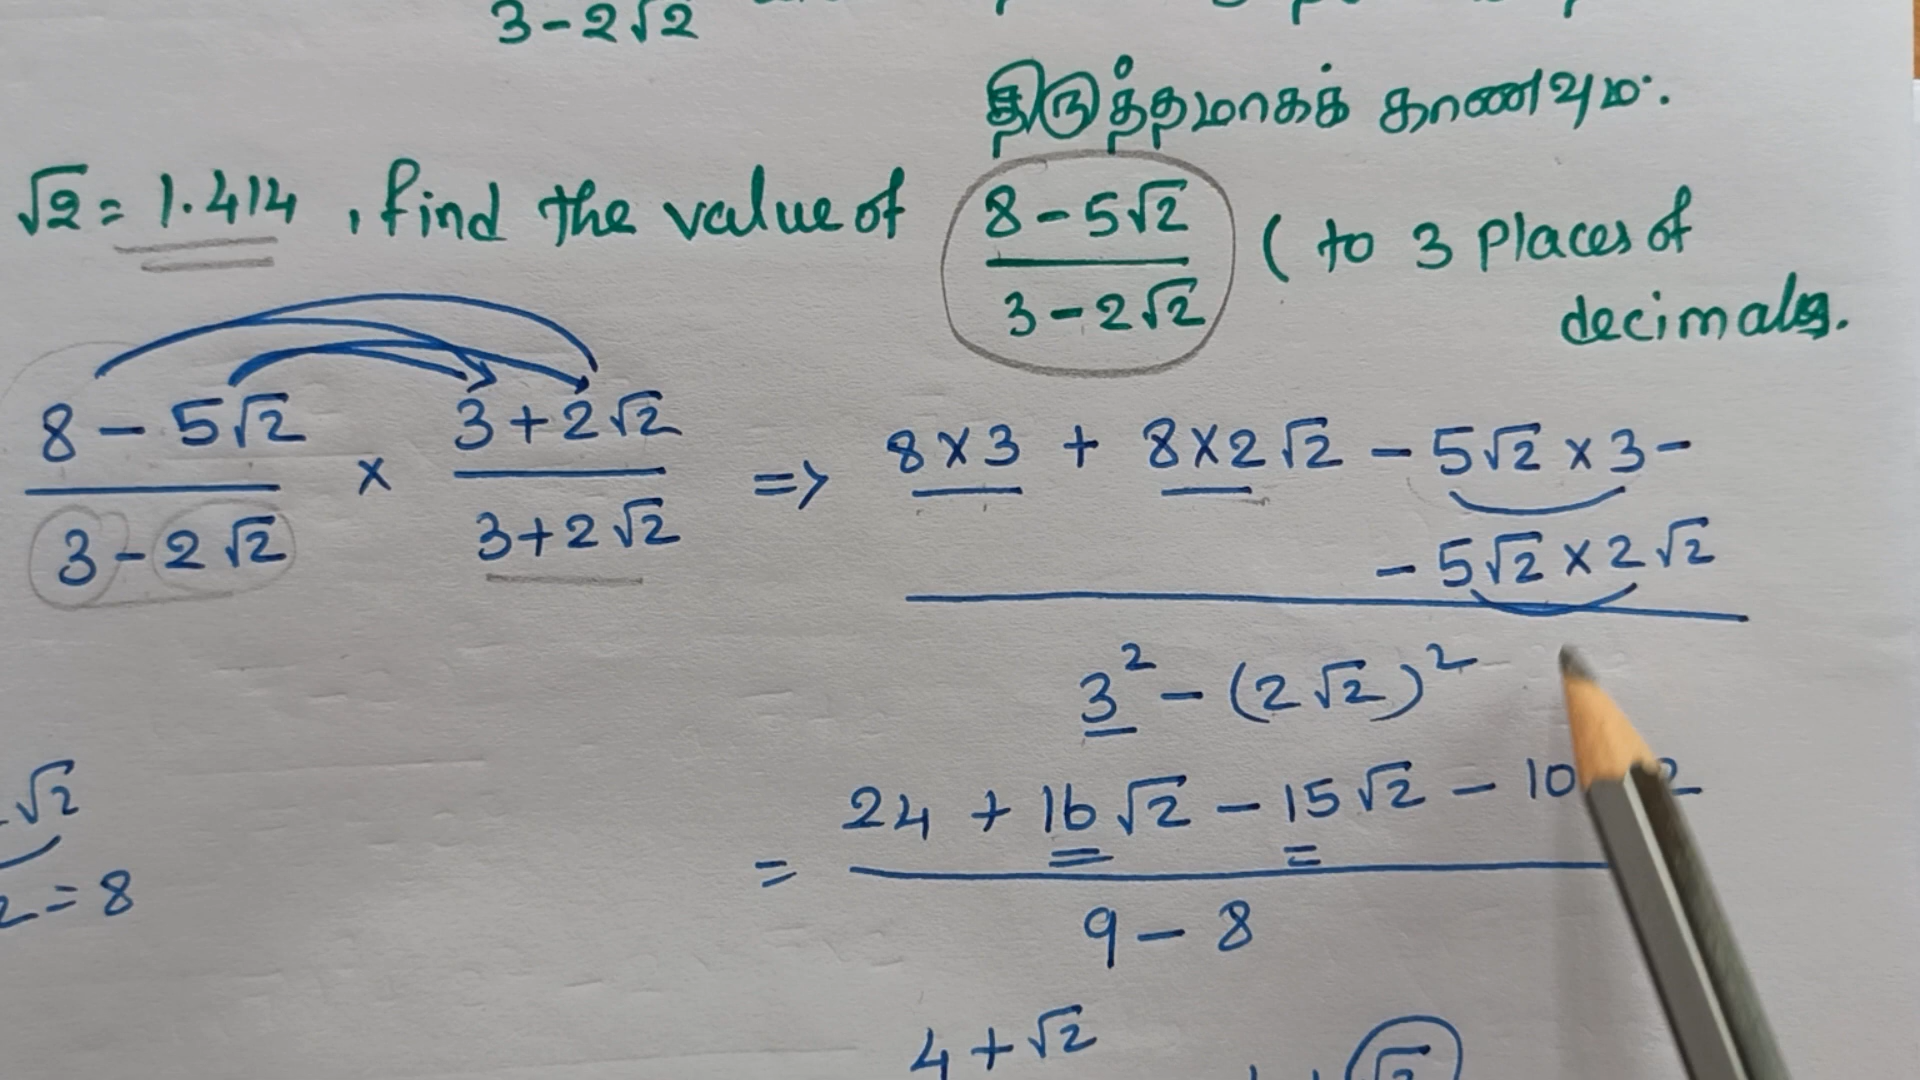 3-2√2
திருத்தமாகக் காணவும்.
√2 = 1.414, find the value of (8-5√2)/(3-2√2) (to 3 places of
decimals.
(8 - 5√2)/(3 - 2√2) × (3+2√2)/(3+2√2) => 8×3 + 8×2√2 - 5√2×3-
- 5√2×2√2
3² - (2√2)²
√2
= 24 + 16√2 - 15√2 - 10
2
9 - 8
2=8
4+√2
√2